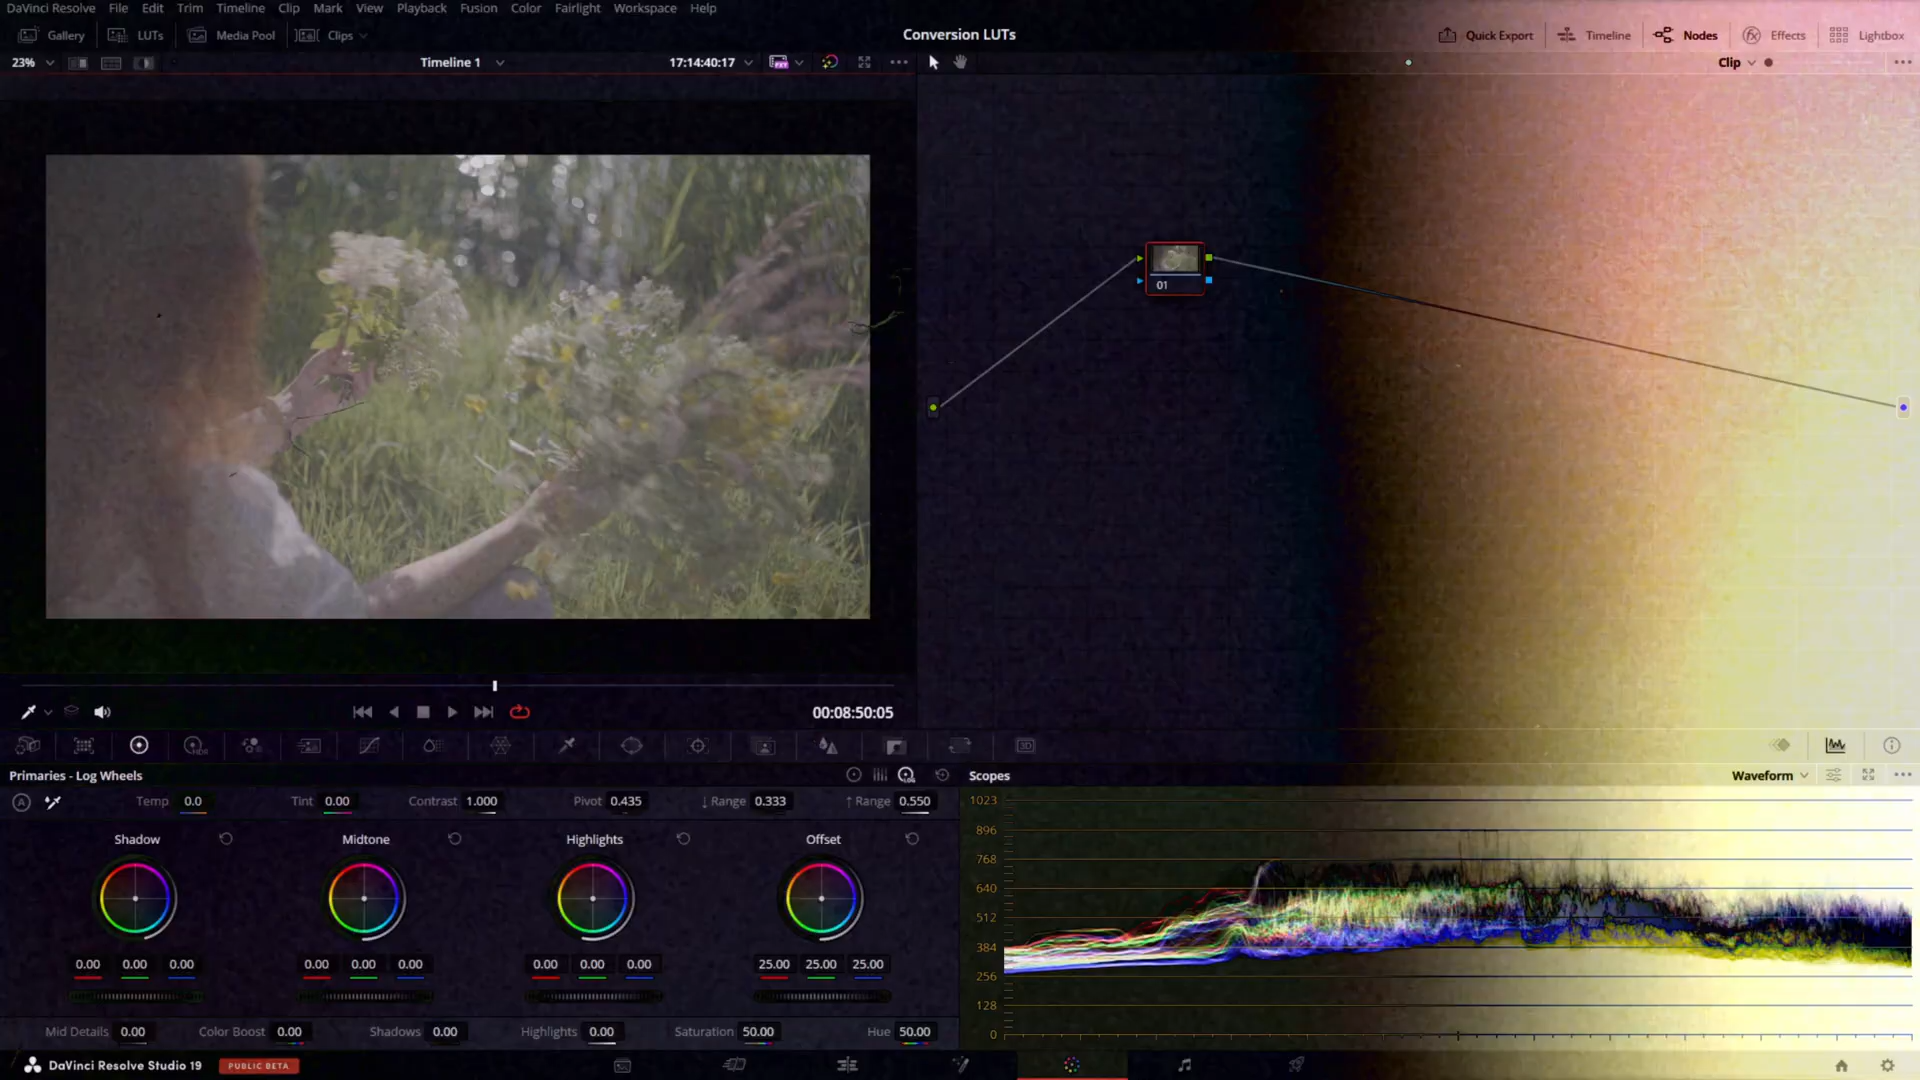 DaVinci Resolve File Edit Trim Timeline Clip Mark View Playback Fusion Color Fairlight Workspace Help
Gallery LUTs Media Pool Clips Conversion LUTs Quick Export Timeline Nodes Effects Lightbox
23% Timeline 1 17:14:40:17 Clip
01
00:08:50:05
HDR 3D
Primaries - Log Wheels LOG Scopes Waveform
A Temp 0.0 Tint 0.00 Contrast 1.000 Pivot 0.435 ↓ Range 0.333 ↑ Range 0.550
Shadow Midtone Highlights Offset
0.00 0.00 0.00 0.00 0.00 0.00 0.00 0.00 0.00 25.00 25.00 25.00
Mid Details 0.00 Color Boost 0.00 Shadows 0.00 Highlights 0.00 Saturation 50.00 Hue 50.00
1023
896
768
640
512
384
256
128
0
DaVinci Resolve Studio 19 PUBLIC BETA